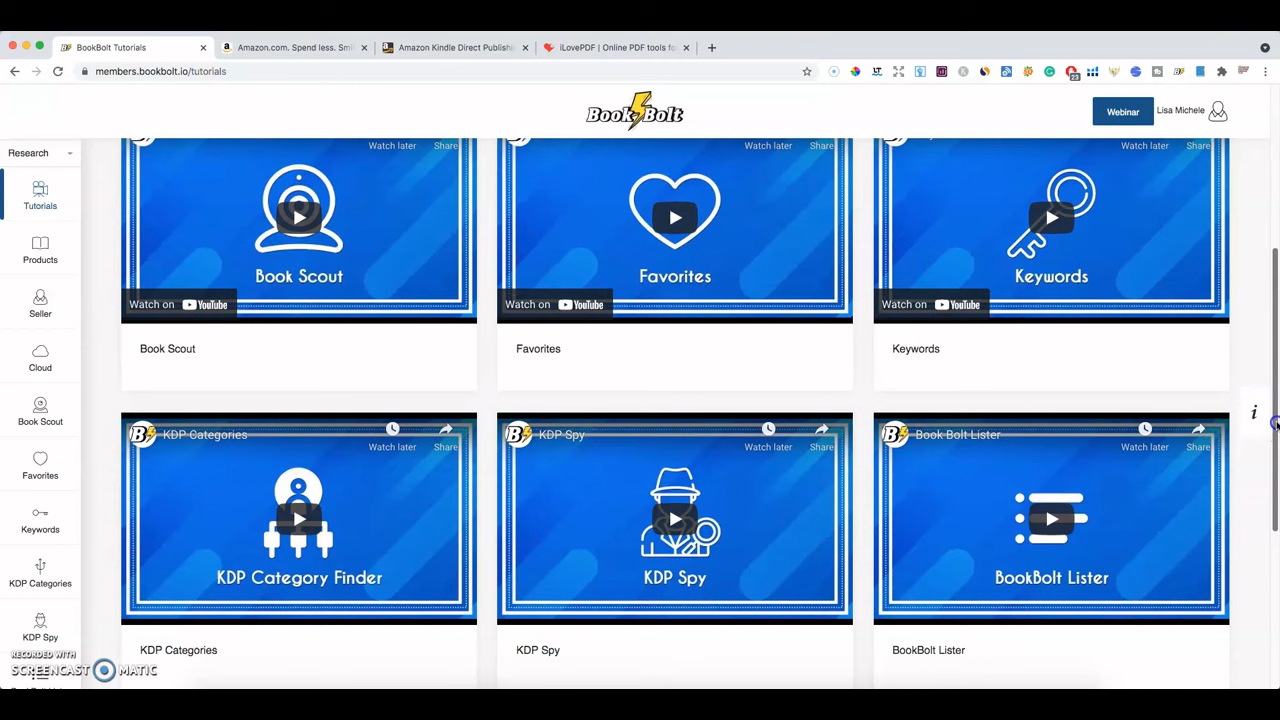 BookBolt Tutorials
Amazon.com. Spend less. Smi
Amazon Kindle Direct Publishi
iLovePDF | Online PDF tools fo
members.bookbolt.io/tutorials
23
Book Bolt
Webinar
Lisa Michele
Research
Tutorials
Products
Seller
Cloud
Book Scout
Favorites
Keywords
KDP Categories
KDP Spy
Watch later
Share
Watch later
Share
Watch later
Share
Book Scout
Favorites
Keywords
Watch on YouTube
Watch on YouTube
Watch on YouTube
Book Scout
Favorites
Keywords
i
KDP Categories
Watch later
Share
KDP Spy
Watch later
Share
Book Bolt Lister
Watch later
Share
KDP Category Finder
KDP Spy
BookBolt Lister
KDP Categories
KDP Spy
BookBolt Lister
RECORDED WITH
SCREENCAST MATIC